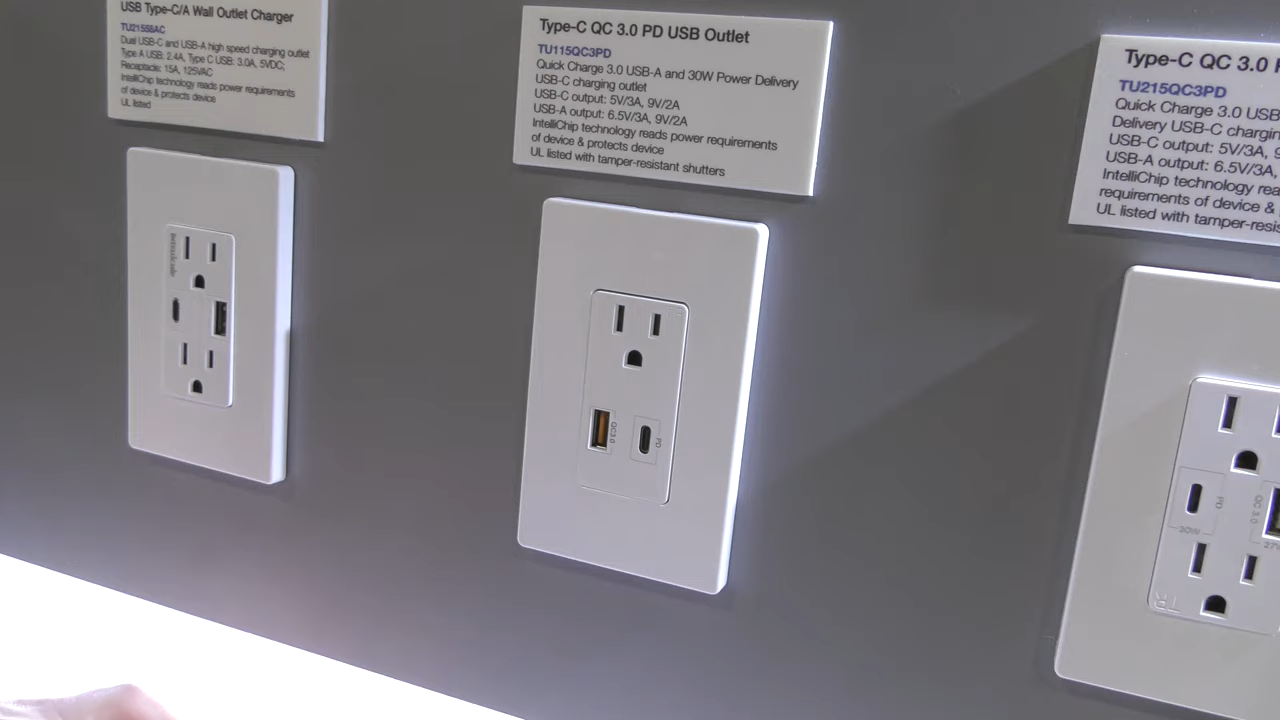 USB Type-C/A Wall Outlet Charger
TU21558AC
Dual USB-C and USB-A high speed charging outlet
Type A USB: 2.4A, Type C USB: 3.0A, 5VDC;
Receptacle: 15A, 125VAC
IntelliChip technology reads power requirements
of device & protects device
UL listed
Type-C QC 3.0 PD USB Outlet
TU115QC3PD
Quick Charge 3.0 USB-A and 30W Power Delivery
USB-C charging outlet
USB-C output: 5V/3A, 9V/2A
USB-A output: 6.5V/3A, 9V/2A
IntelliChip technology reads power requirements
of device & protects device
UL listed with tamper-resistant shutters
QC3.0
PD
Type-C QC 3.0
TU215QC3PD
Quick Charge 3.0 USB
Delivery USB-C chargin
USB-C output: 5V/3A, 9
USB-A output: 6.5V/3A,
IntelliChip technology rea
requirements of device &
UL listed with tamper-resis
PD
30W
QC 3.0
27
TR